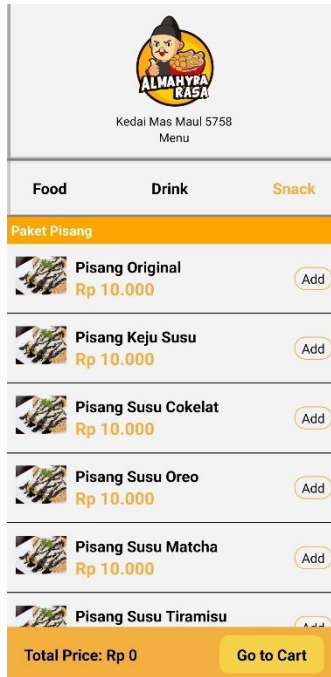 ALMAHYRA
RASA
Kedai Mas Maul 5758
Menu
Food Drink Snack
Paket Pisang
Pisang Original
Rp 10.000
Add
Pisang Keju Susu
Rp 10.000
Add
Pisang Susu Cokelat
Rp 10.000
Add
Pisang Susu Oreo
Rp 10.000
Add
Pisang Susu Matcha
Rp 10.000
Add
Pisang Susu Tiramisu
Add
Total Price: Rp 0 Go to Cart